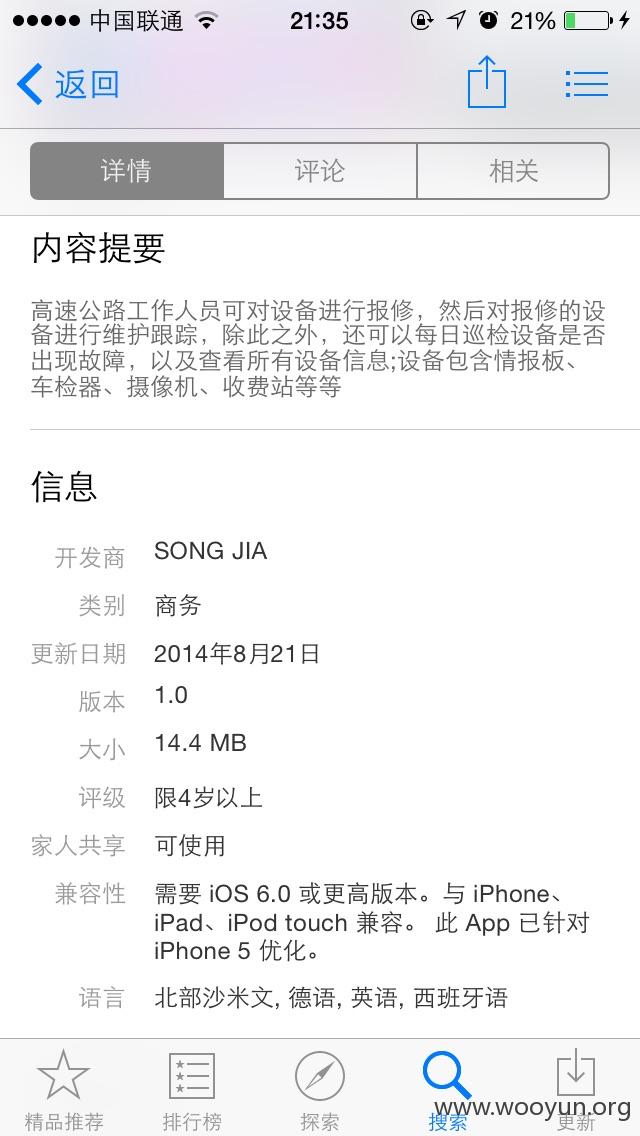 中国联通 21:35 21%
返回
详情 评论 相关
内容提要
高速公路工作人员可对设备进行报修，然后对报修的设
备进行维护跟踪，除此之外，还可以每日巡检设备是否
出现故障，以及查看所有设备信息;设备包含情报板、
车检器、摄像机、收费站等等
信息
开发商 SONG JIA
类别 商务
更新日期 2014年8月21日
版本 1.0
大小 14.4 MB
评级 限4岁以上
家人共享 可使用
兼容性 需要 iOS 6.0 或更高版本。与 iPhone、
iPad、iPod touch 兼容。 此 App 已针对
iPhone 5 优化。
语言 北部沙米文, 德语, 英语, 西班牙语
精品推荐 排行榜 探索 搜索 更新
www.wooyun.org